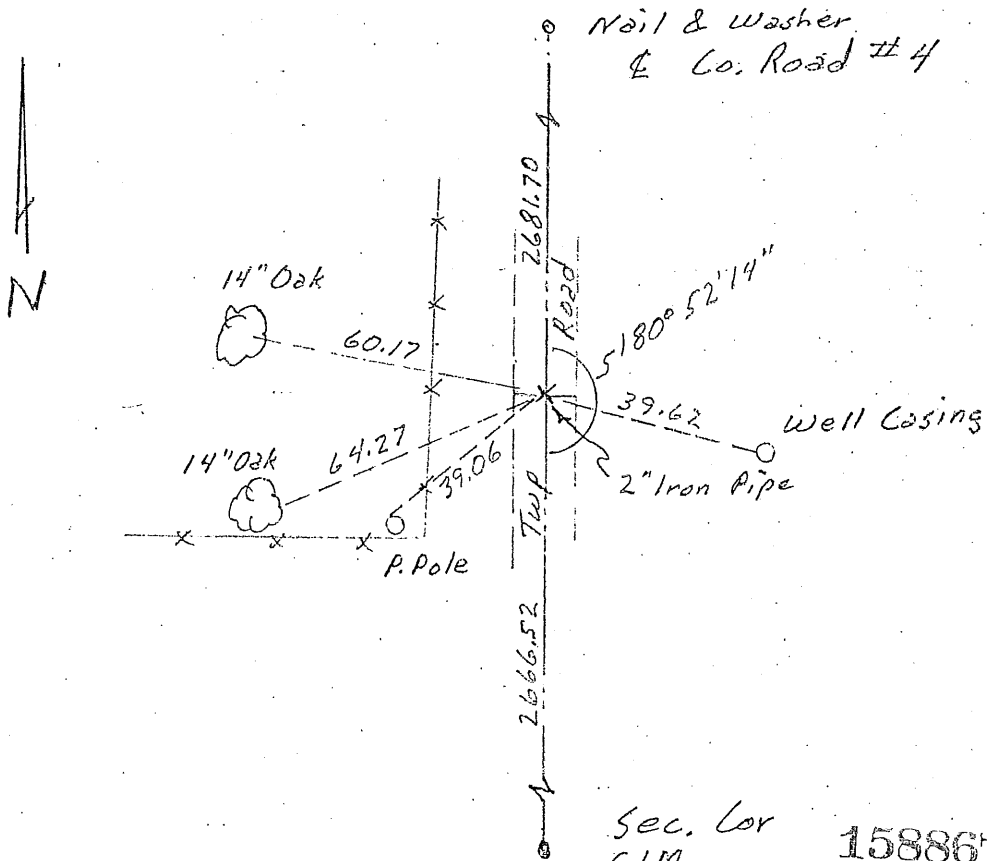 Nail & Washer
℄ Co. Road #4
N
2681.70
14" Oak
60.17
Road
180° 52' 14"
39.62
Well Casing
14" Oak
64.27
39.06
2" Iron Pipe
Twp
P. Pole
2666.52
Sec. Cor
15886